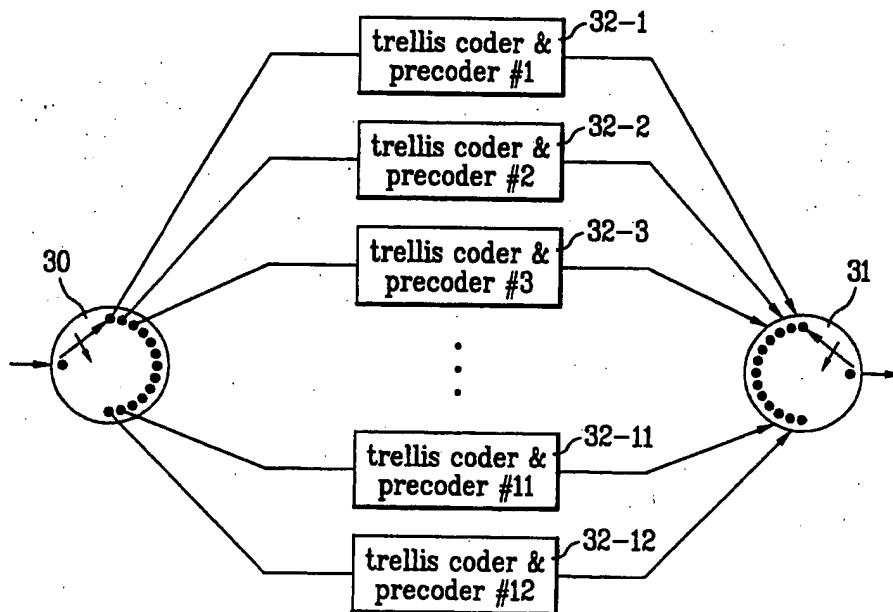 32-1
trellis coder &
precoder #1
32-2
trellis coder &
precoder #2
32-3
trellis coder &
precoder #3
30
31
32-11
trellis coder &
precoder #11
32-12
trellis coder &
precoder #12